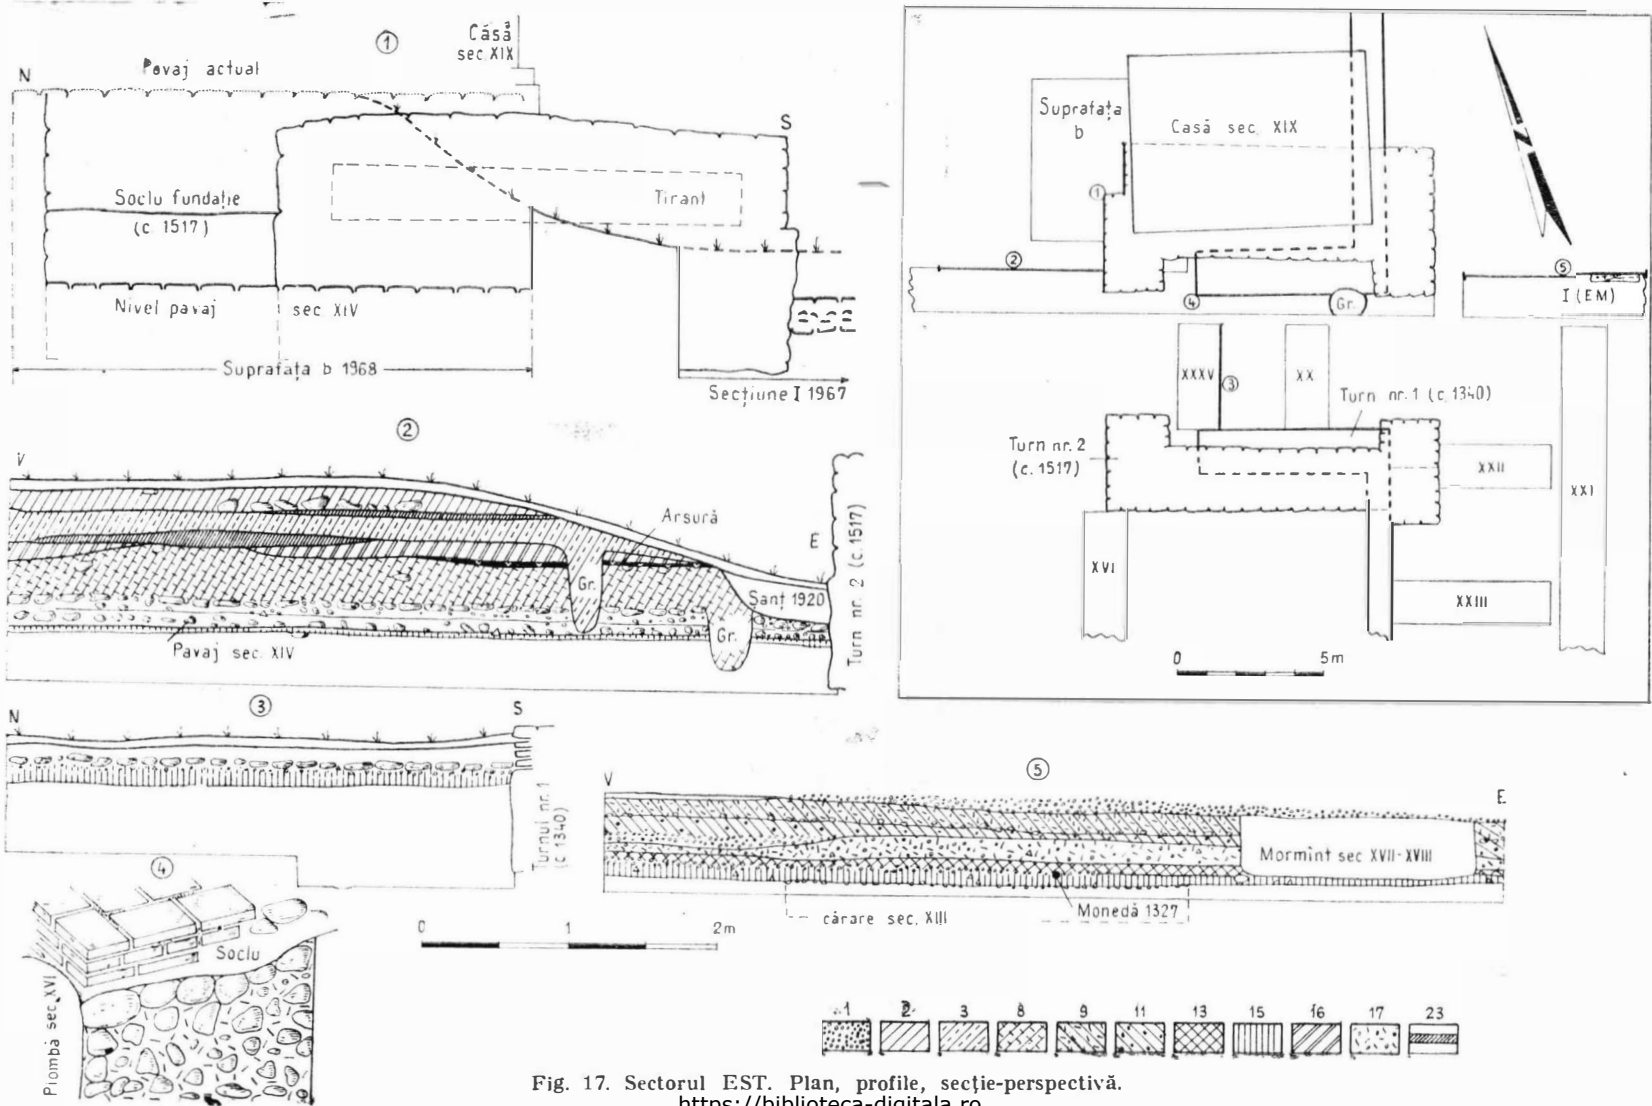 ①
Casă
sec. XIX
N
Pavaj actual
S
Soclu fundație
(c. 1517)
Tirant
Nivel pavaj
sec XIV
Suprafața b 1968
Secțiune I 1967
②
V
Arsură
E
Gr.
Șanț 1920
Gr.
Pavaj sec. XIV
Turn nr. 2 (c. 1517)
③
N
S
Turnul nr. 1
(c 1340)
④
Soclu
Plombă sec. XVI
0 1 2m
Suprafața
b
Casă sec. XIX
①
②
④
Gr.
⑤
I (EM)
XXXV
③
XX
Turn nr. 1 (c. 1340)
Turn nr. 2
(c. 1517)
XXII
XXI
XVI
XXIII
0 5m
⑤
V
E
Mormînt sec XVII-XVIII
cărare sec. XIII
Monedă 1327
1 2 3 8 9 11 13 15 16 17 23
Fig. 17. Sectorul EST. Plan, profile, secție-perspectivă.
https://biblioteca-digitala.ro